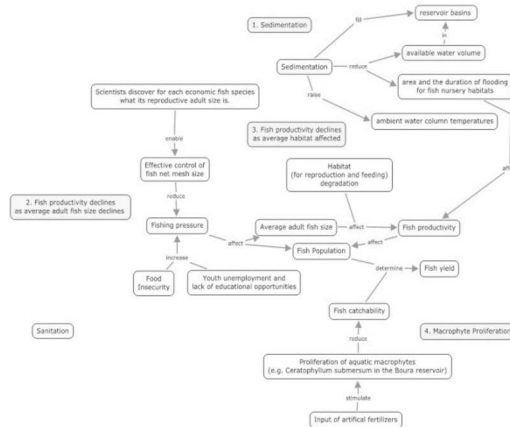 1. Sedimentation
fill
reservoir basins
in
Sedimentation
reduce
available water volume
raise
area and the duration of flooding
for fish nursery habitats
ambient water column temperatures
Scientists discover for each economic fish species
what its reproductive adult size is.
enable
3. Fish productivity declines
as average habitat affected
Effective control of
fish net mesh size
Habitat
(for reproduction and feeding)
degradation
2. Fish productivity declines
as average adult fish size declines
reduce
Fishing pressure
affect
Average adult fish size
affect
Fish productivity
Fish Population
affect
increase
determine
Fish yield
Food
Insecurity
Youth unemployment and
lack of educational opportunities
Fish catchability
Sanitation
reduce
4. Macrophyte Proliferation
Proliferation of aquatic macrophytes
(e.g. Ceratophyllum submersum in the Boura reservoir)
stimulate
Input of artifical fertilizers